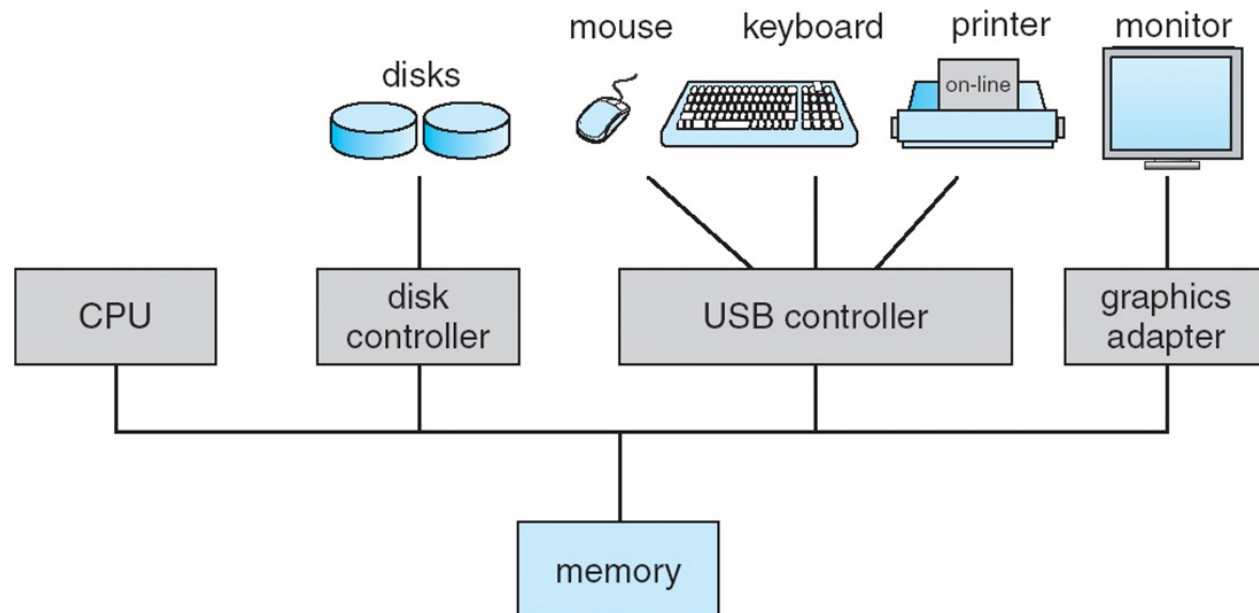 mouse
keyboard
printer
monitor
disks
on-line
CPU
disk
controller
USB controller
graphics
adapter
memory